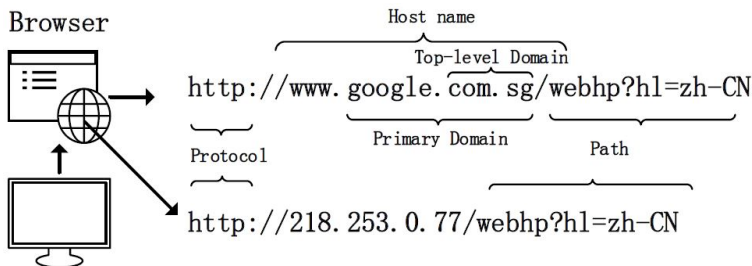 Browser
Host name
Top-level Domain
http://www.google.com.sg/webhp?hl=zh-CN
Protocol
Primary Domain
Path
http://218.253.0.77/webhp?hl=zh-CN